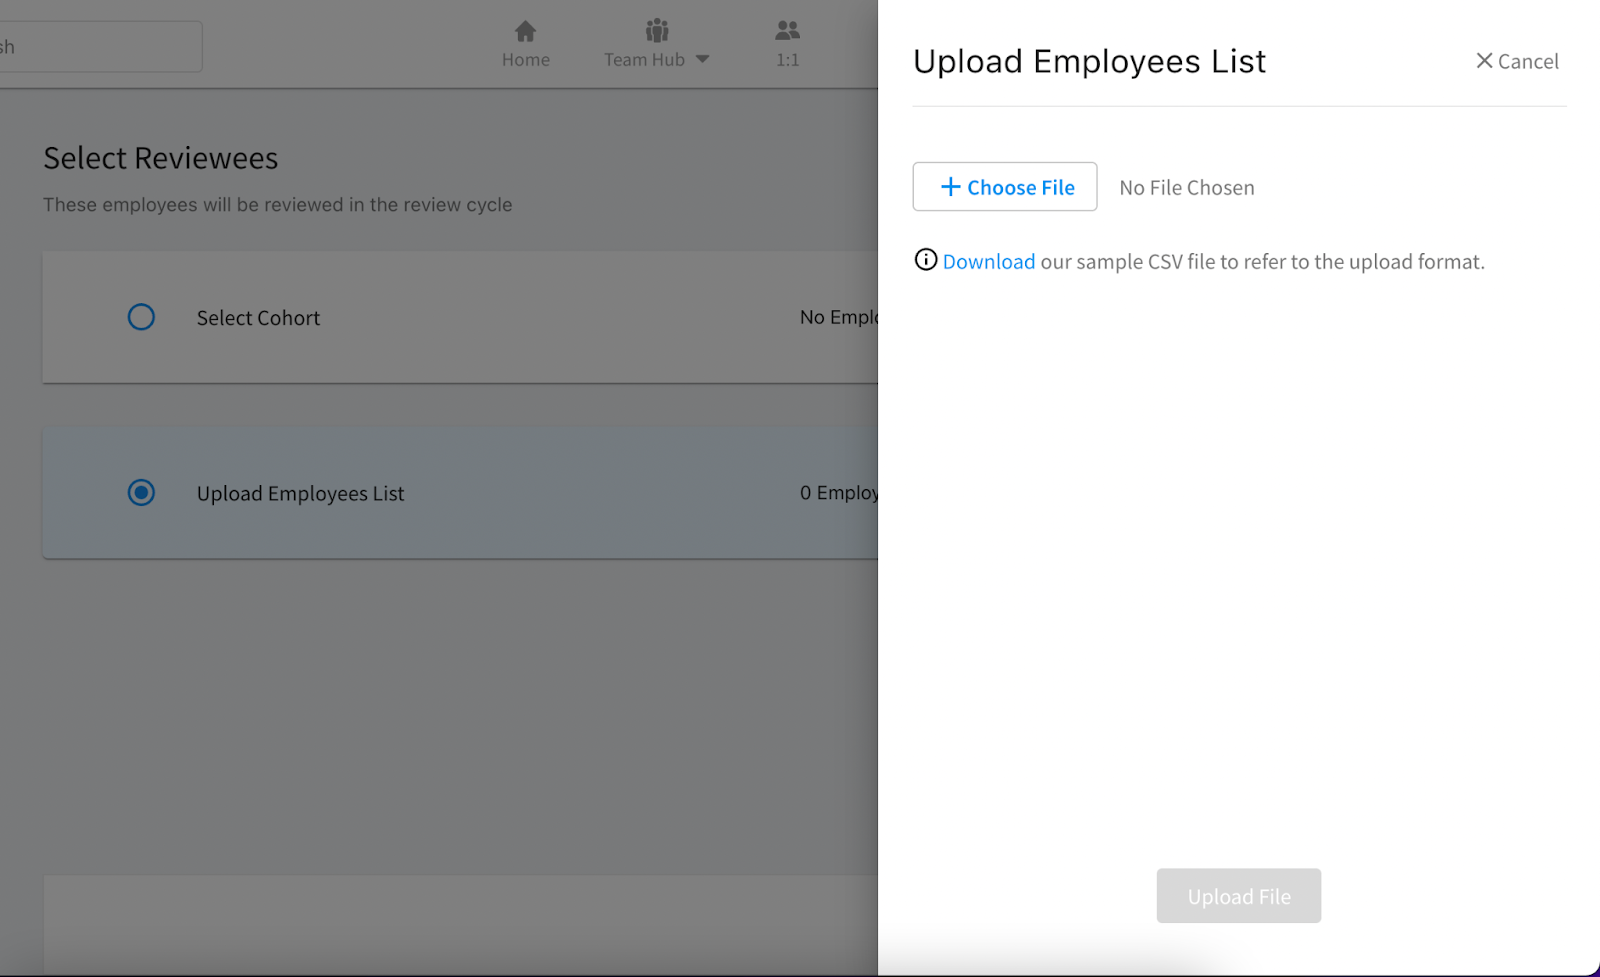 Home
Team Hub
1:1
Select Reviewees
These employees will be reviewed in the review cycle
Select Cohort
No Emplo
Upload Employees List
0 Employ
Upload Employees List
Cancel
+ Choose File
No File Chosen
Download our sample CSV file to refer to the upload format.
Upload File